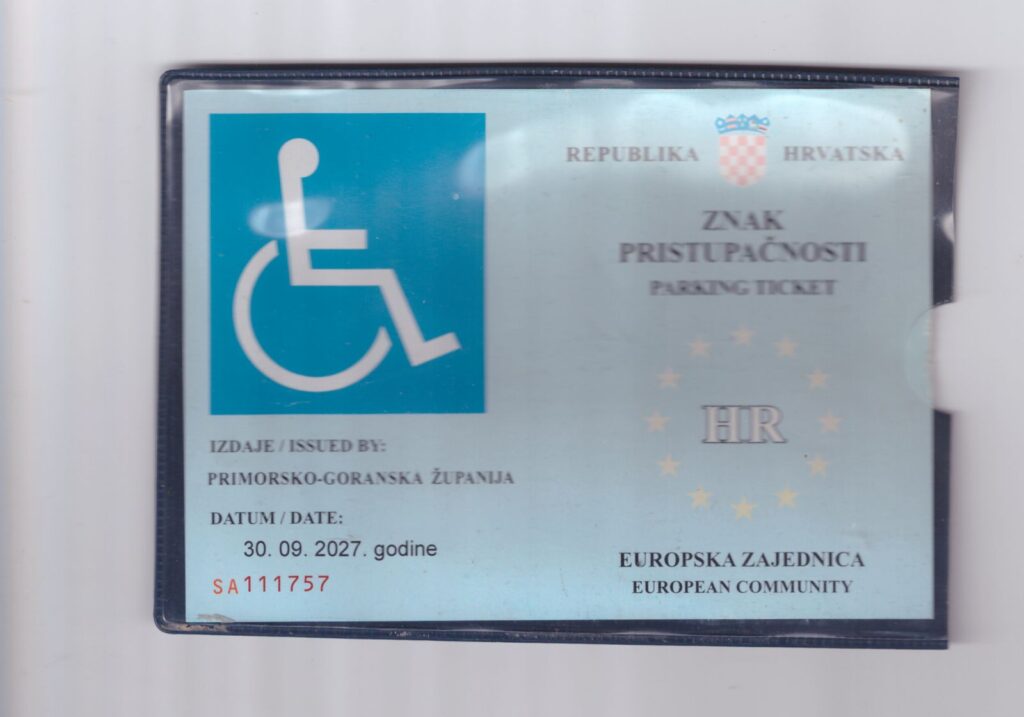 IZDAJE / ISSUED BY:
PRIMORSKO-GORANSKA ŽUPANIJA
DATUM / DATE:
30. 09. 2027. godine
SA111757
REPUBLIKA HRVATSKA
ZNAK
PRISTUPAČNOSTI
PARKING TICKET
HR
EUROPSKA ZAJEDNICA
EUROPEAN COMMUNITY